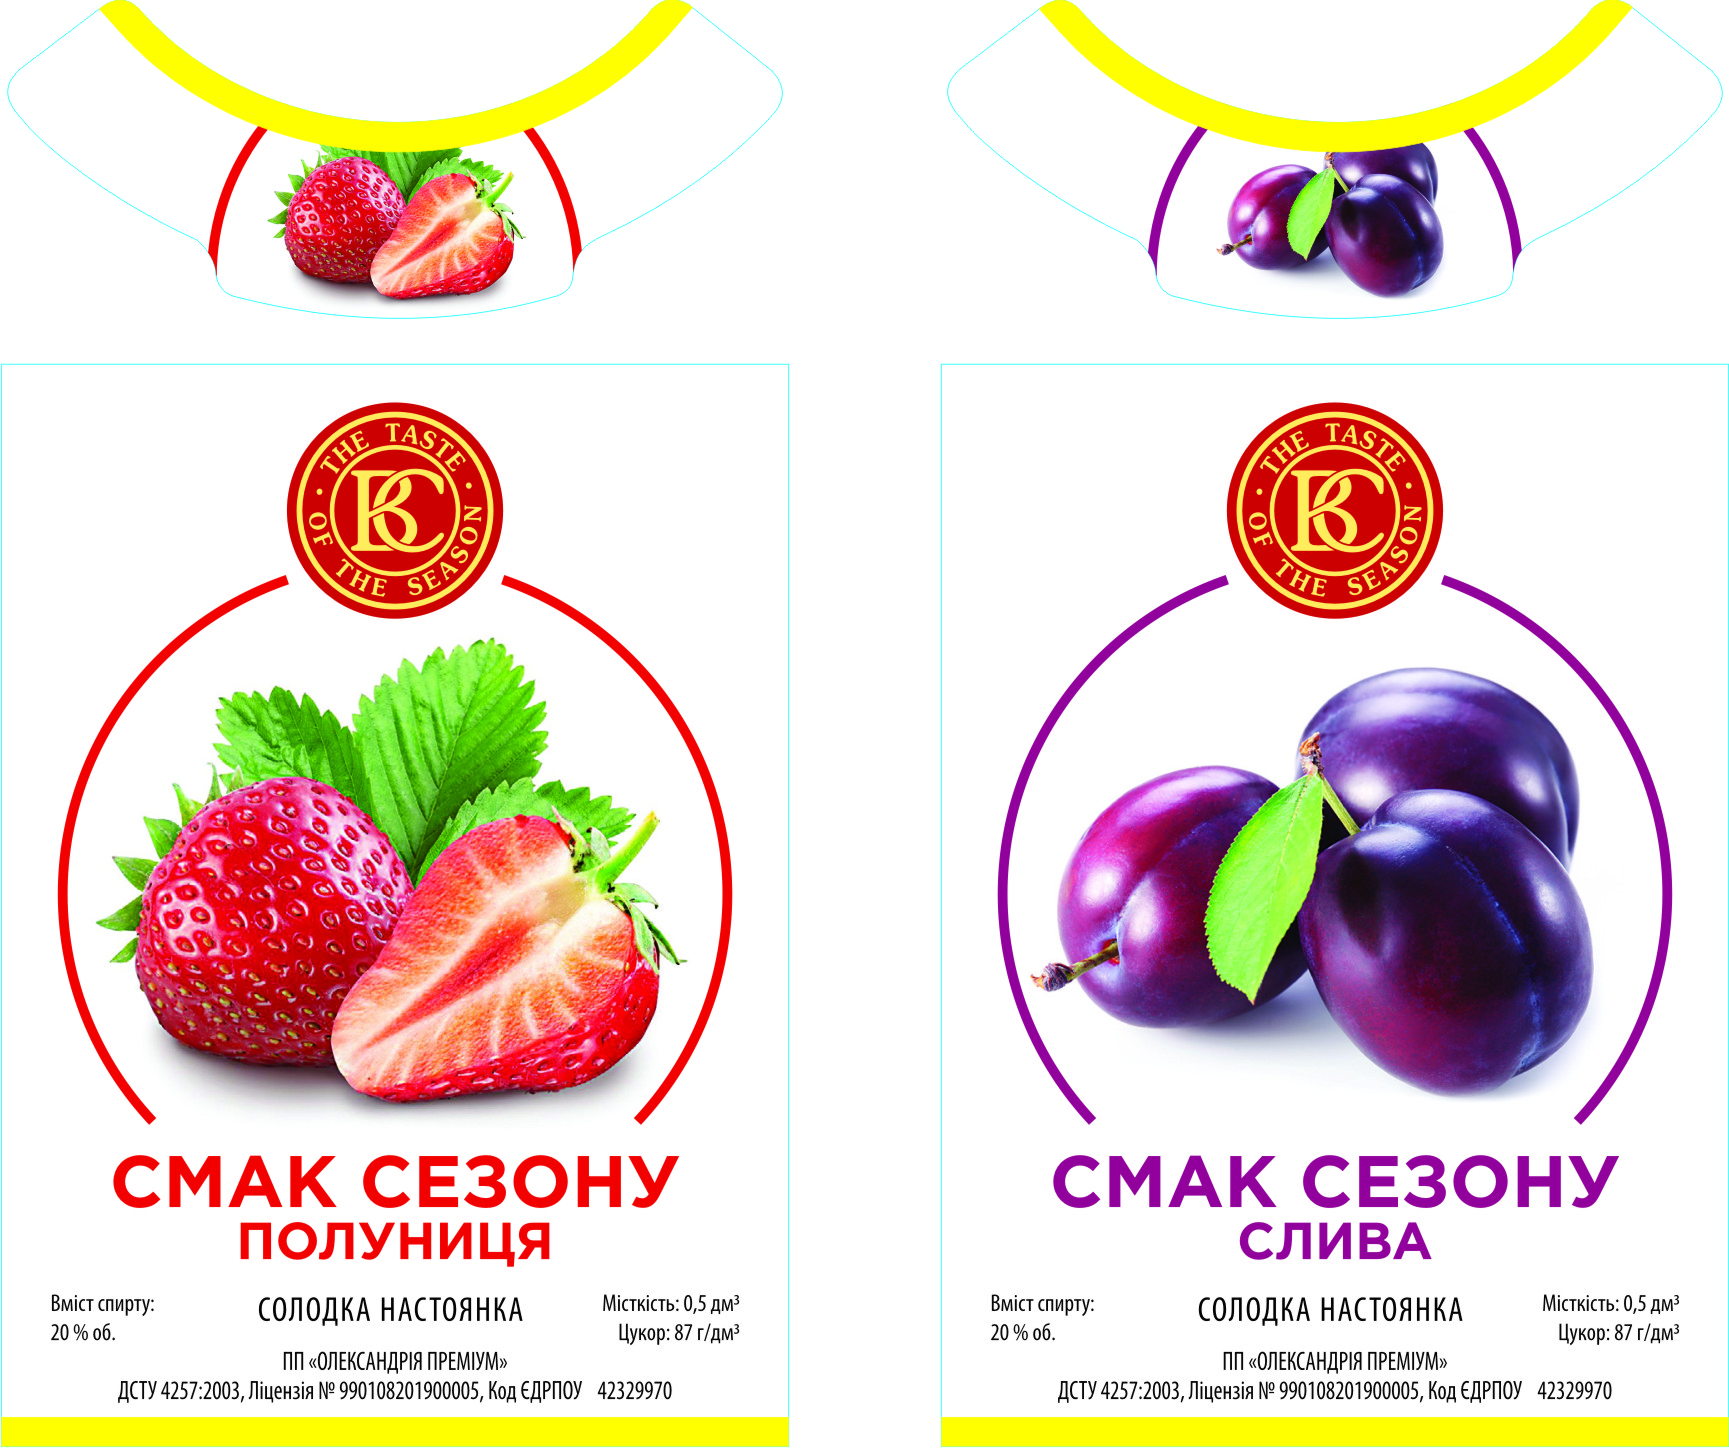 THE TASTE
OF THE SEASON
ВС
СМАК СЕЗОНУ
ПОЛУНИЦЯ
Вміст спирту:
20 % об.
СОЛОДКА НАСТОЯНКА
Місткість: 0,5 дм³
Цукор: 87 г/дм³
ПП «ОЛЕКСАНДРІЯ ПРЕМІУМ»
ДСТУ 4257:2003, Ліцензія № 990108201900005, Код ЄДРПОУ 42329970
THE TASTE
OF THE SEASON
ВС
СМАК СЕЗОНУ
СЛИВА
Вміст спирту:
20 % об.
СОЛОДКА НАСТОЯНКА
Місткість: 0,5 дм³
Цукор: 87 г/дм³
ПП «ОЛЕКСАНДРІЯ ПРЕМІУМ»
ДСТУ 4257:2003, Ліцензія № 990108201900005, Код ЄДРПОУ 42329970